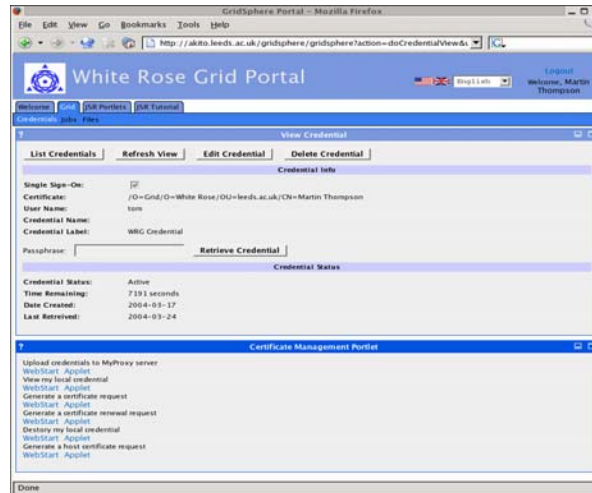 GridSphere Portal - Mozilla Firefox
File Edit View Go Bookmarks Tools Help
http://akito.leeds.ac.uk/gridsphere/gridsphere?action=doCredentialView&
White Rose Grid Portal
English
Logout
Welcome, Martin
Thompson
Welcome Grid JSR Portlets JSR Tutorial
Credentials Jobs Files
? View Credential
List Credentials Refresh View Edit Credential Delete Credential
Credential Info
Single Sign-On:
Certificate: /O=Grid/O=White Rose/OU=leeds.ac.uk/CN=Martin Thompson
User Name: tom
Credential Name:
Credential Label: WRG Credential
Passphrase: Retrieve Credential
Credential Status
Credential Status: Active
Time Remaining: 7191 seconds
Date Created: 2004-03-17
Last Retreived: 2004-03-24
? Certificate Management Portlet
Upload credentials to MyProxy server
WebStart Applet
View my local credential
WebStart Applet
Generate a certificate request
WebStart Applet
Generate a certificate renewal request
WebStart Applet
Destory my local credential
WebStart Applet
Generate a host certificate request
WebStart Applet
Done